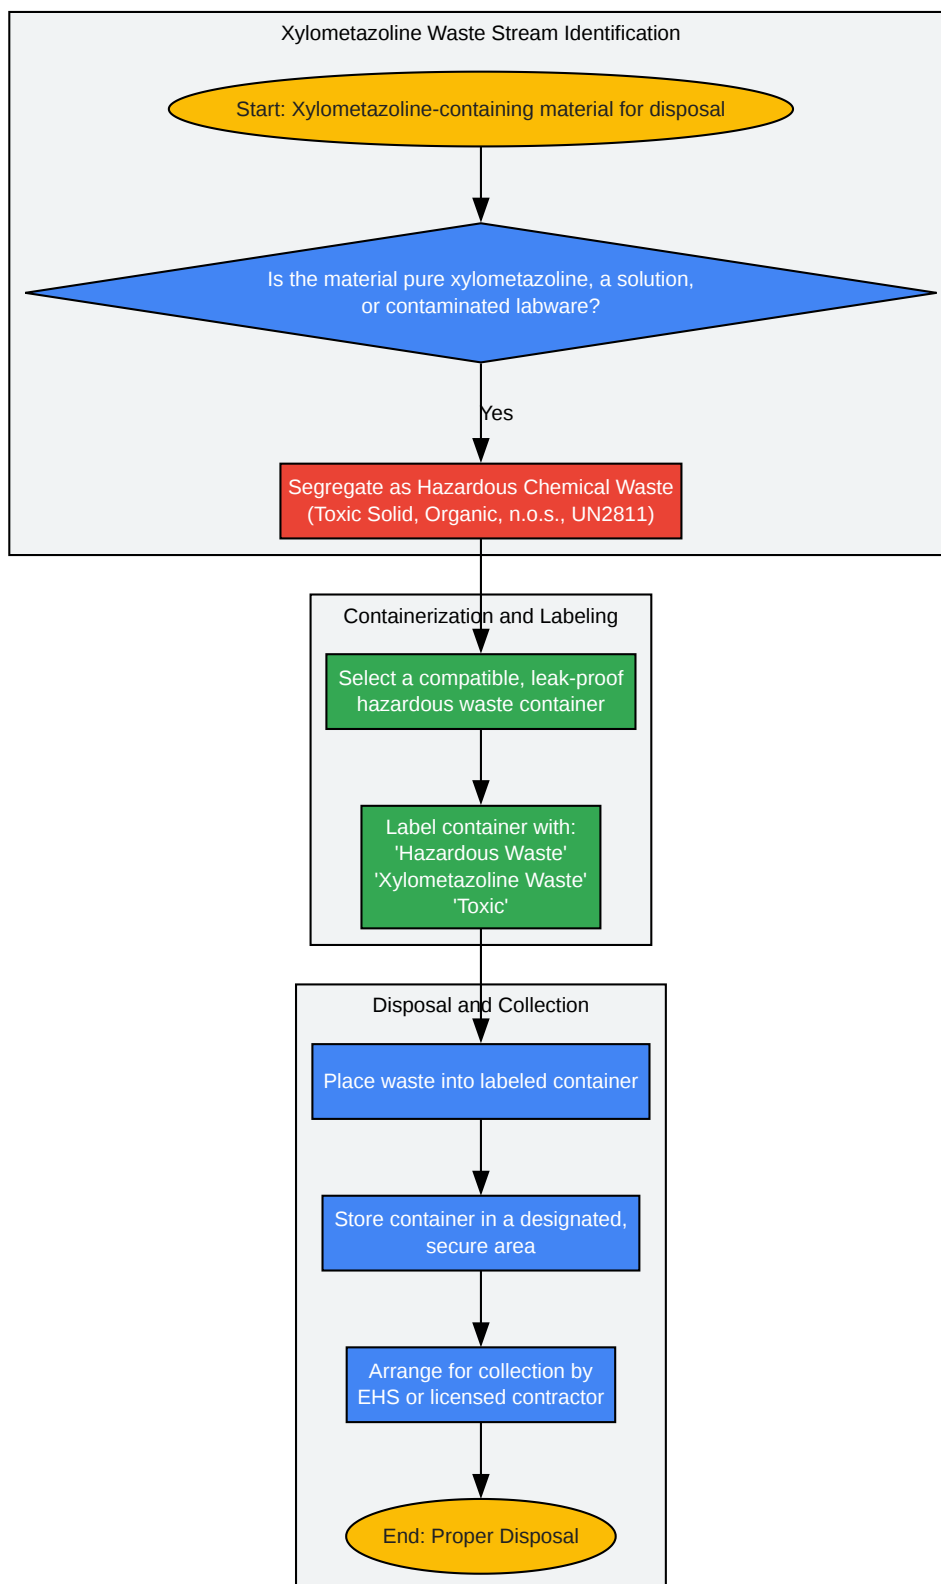 Xylometazoline Waste Stream Identification
Start: Xylometazoline-containing material for disposal
Is the material pure xylometazoline, a solution,
or contaminated labware?
Yes
Segregate as Hazardous Chemical Waste
(Toxic Solid, Organic, n.o.s., UN2811)
Containerization and Labeling
Select a compatible, leak-proof
hazardous waste container
Label container with:
'Hazardous Waste'
'Xylometazoline Waste'
'Toxic'
Disposal and Collection
Place waste into labeled container
Store container in a designated,
secure area
Arrange for collection by
EHS or licensed contractor
End: Proper Disposal